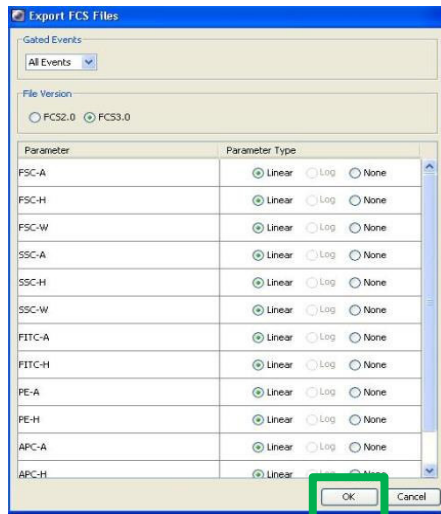 Export FCS Files
Gated Events
All Events
File Version
FCS2.0 FCS3.0
Parameter Parameter Type
FSC-A Linear Log None
FSC-H Linear Log None
FSC-W Linear Log None
SSC-A Linear Log None
SSC-H Linear Log None
SSC-W Linear Log None
FITC-A Linear Log None
FITC-H Linear Log None
PE-A Linear Log None
PE-H Linear Log None
APC-A Linear Log None
APC-H Linear Log None
OK Cancel